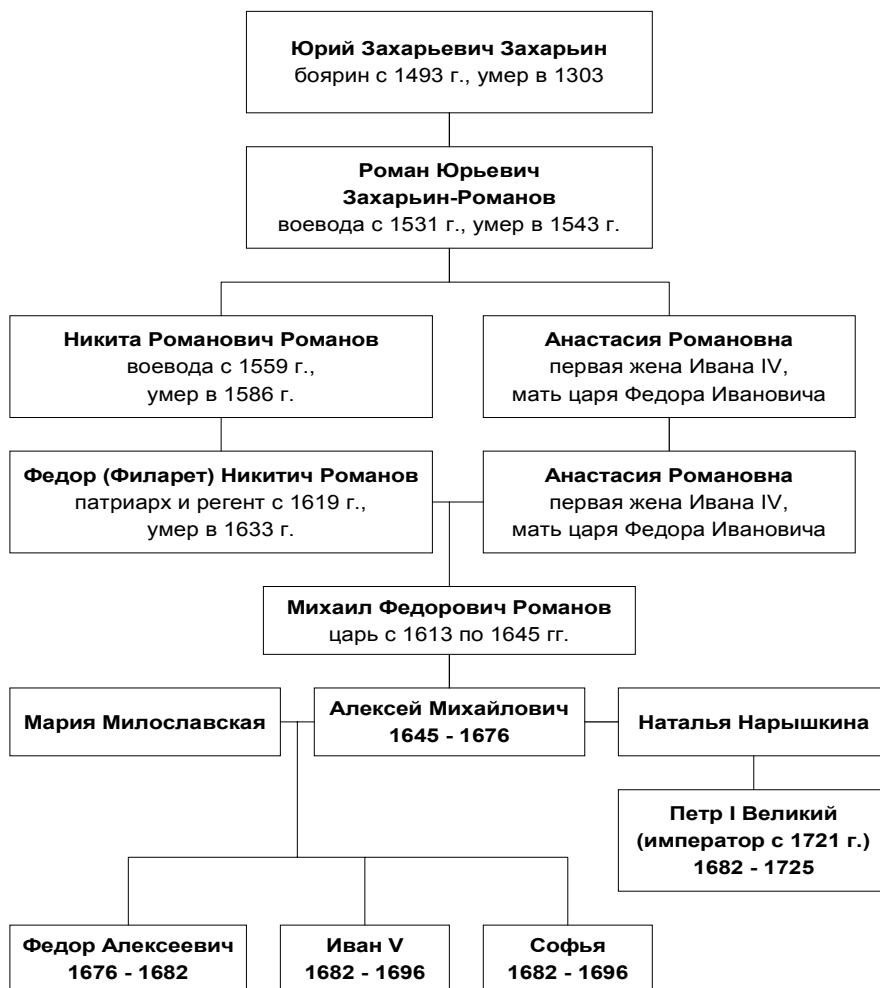 Юрий Захарьевич Захарьин
боярин с 1493 г., умер в 1303
Роман Юрьевич
Захарьин-Романов
воевода с 1531 г., умер в 1543 г.
Никита Романович Романов
воевода с 1559 г.,
умер в 1586 г.
Анастасия Романовна
первая жена Ивана IV,
мать царя Федора Ивановича
Федор (Филарет) Никитич Романов
патриарх и регент с 1619 г.,
умер в 1633 г.
Анастасия Романовна
первая жена Ивана IV,
мать царя Федора Ивановича
Михаил Федорович Романов
царь с 1613 по 1645 гг.
Мария Милославская
Алексей Михайлович
1645 - 1676
Наталья Нарышкина
Петр I Великий
(император с 1721 г.)
1682 - 1725
Федор Алексеевич
1676 - 1682
Иван V
1682 - 1696
Софья
1682 - 1696